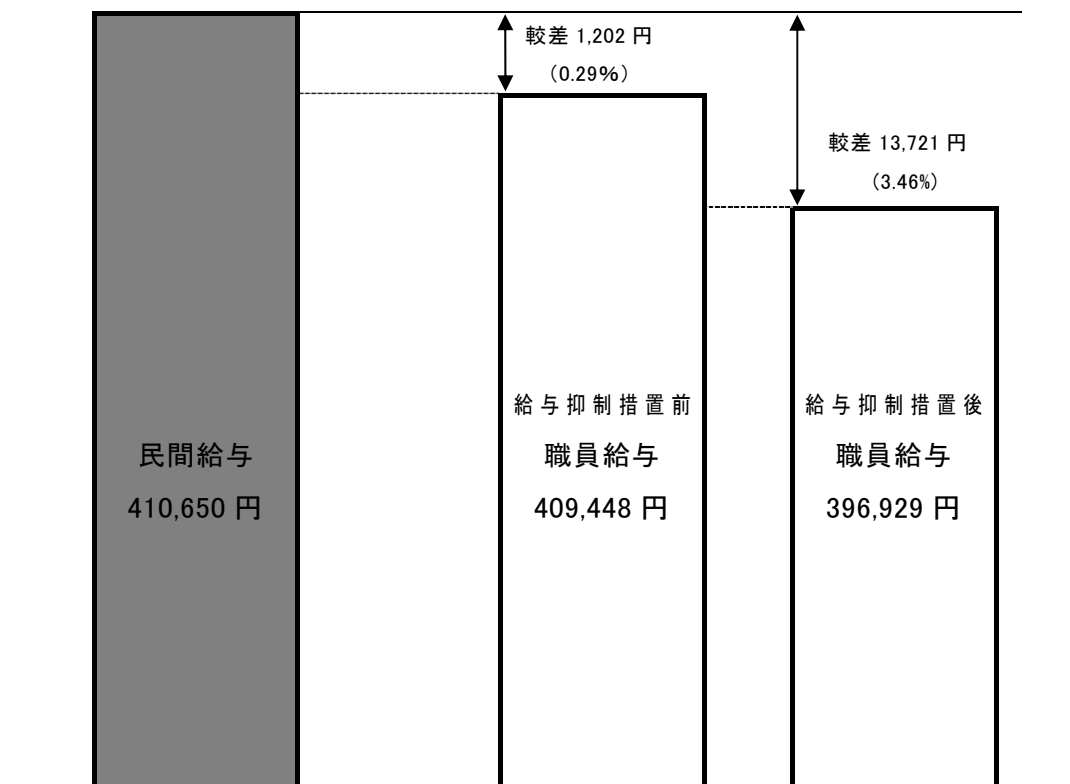 較差 1,202 円
（0.29％）
較差 13,721 円
（3.46%）
民間給与
410,650 円
給与抑制措置前
職員給与
409,448 円
給与抑制措置後
職員給与
396,929 円